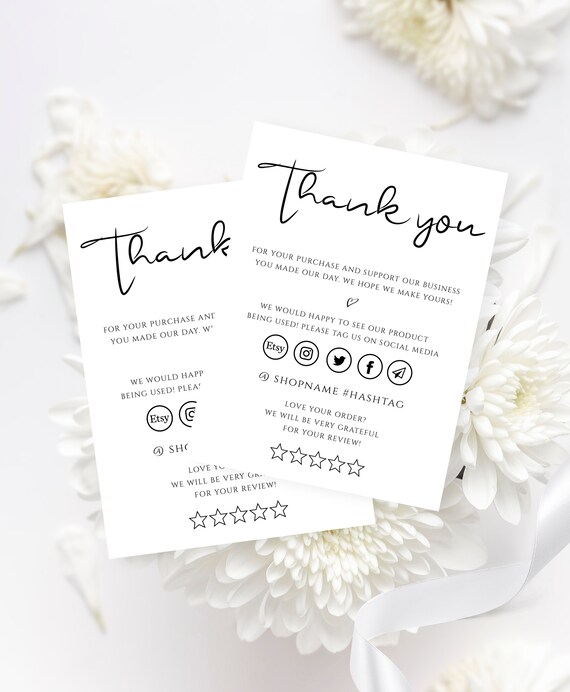 Thank you
FOR YOUR PURCHASE AND SUPPORT OUR BUSINESS
YOU MADE OUR DAY. WE HOPE WE MAKE YOURS!
WE WOULD HAPPY TO SEE OUR PRODUCT
BEING USED! PLEASE TAG US ON SOCIAL MEDIA
Etsy
@ SHOPNAME #HASHTAG
LOVE YOUR ORDER?
WE WILL BE VERY GRATEFUL
FOR YOUR REVIEW!
Thank
FOR YOUR PURCHASE AND
YOU MADE OUR DAY. W
WE WOULD HAPP
BEING USED! PLEA
Etsy
@ SHO
LOVE YO
WE WILL BE VERY GRA
FOR YOUR REVIEW!